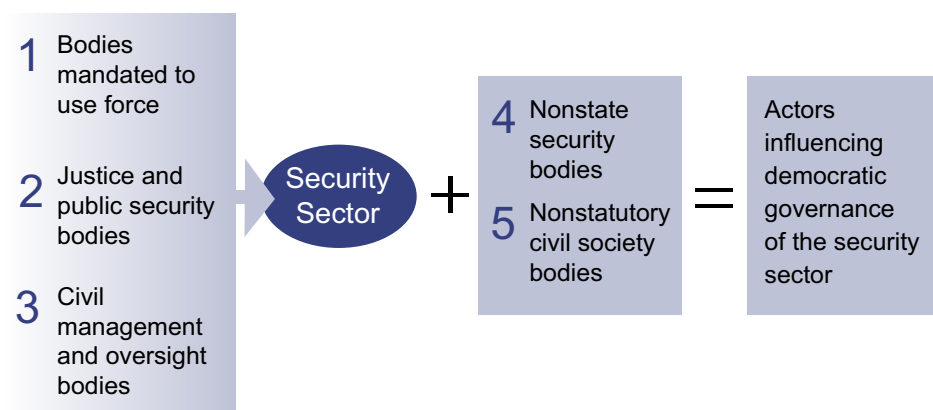 1 Bodies
mandated to
use force
2 Justice and
public security
bodies
3 Civil
management
and oversight
bodies
Security
Sector
+
4 Nonstate
security
bodies
5 Nonstatutory
civil society
bodies
=
Actors
influencing
democratic
governance
of the security
sector